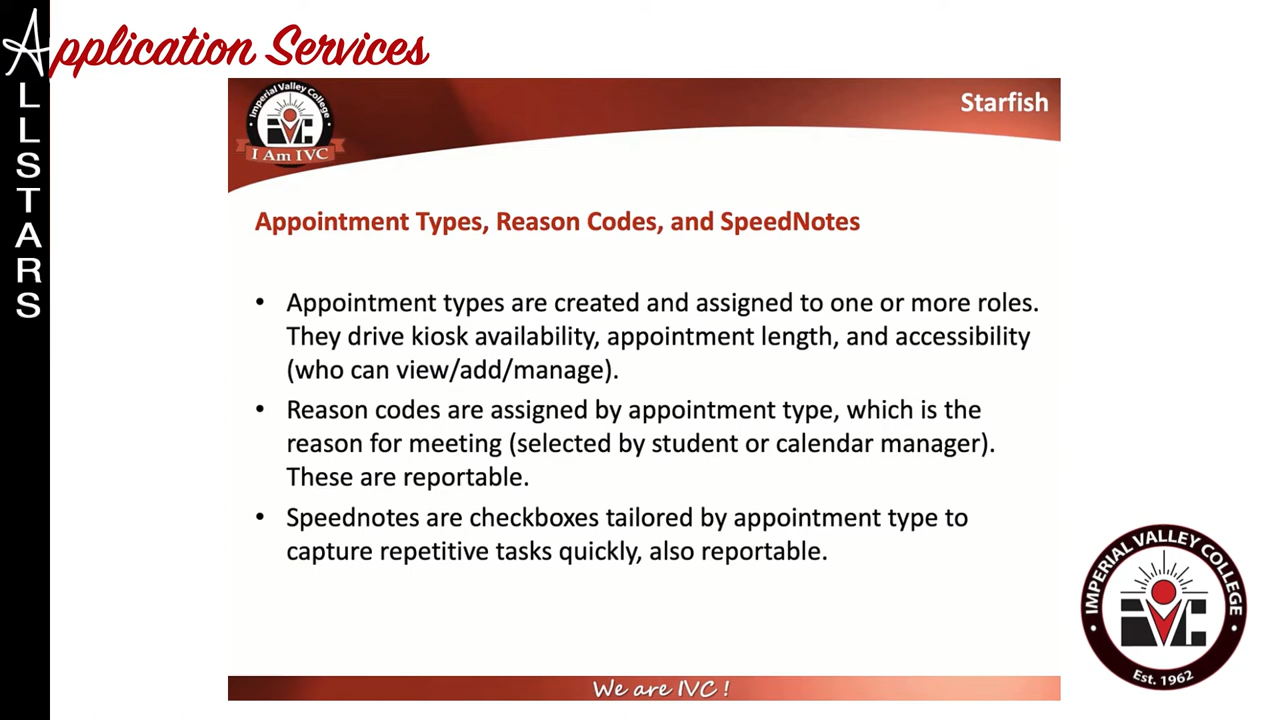 Application Services
ALLSTARS
Imperial Valley College
IVC
I Am IVC
Starfish
Appointment Types, Reason Codes, and SpeedNotes
• Appointment types are created and assigned to one or more roles.
They drive kiosk availability, appointment length, and accessibility
(who can view/add/manage).
• Reason codes are assigned by appointment type, which is the
reason for meeting (selected by student or calendar manager).
These are reportable.
• Speednotes are checkboxes tailored by appointment type to
capture repetitive tasks quickly, also reportable.
We are IVC !
IMPERIAL VALLEY COLLEGE
IVC
Est. 1962